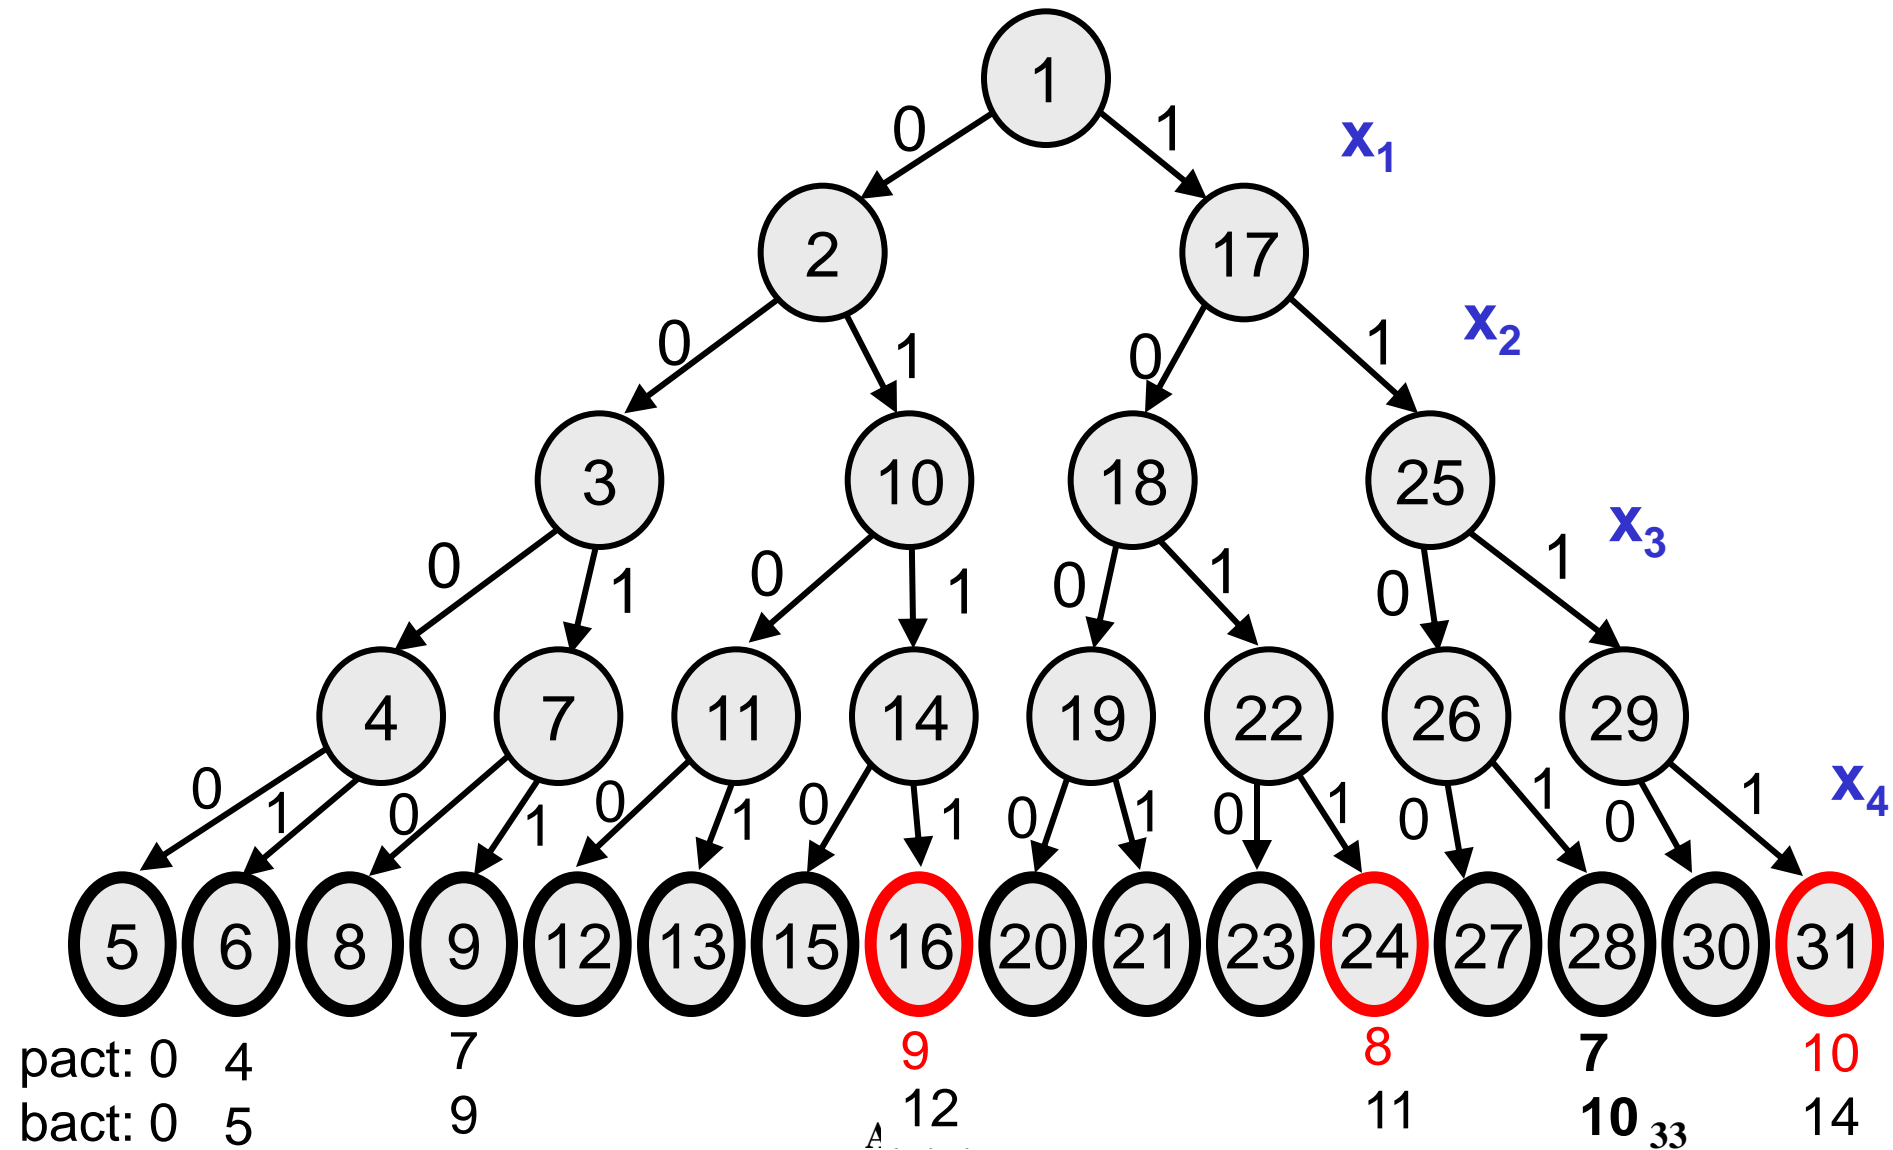 1
0 1 x1
2 17
0 1 0 1 x2
3 10 18 25
0 1 0 1 0 1 0 1 x3
4 7 11 14 19 22 26 29
0 1 0 1 0 1 0 1 0 1 0 1 0 1 0 1 x4
5 6 8 9 12 13 15 16 20 21 23 24 27 28 30 31
pact: 0 4 7 9 8 7 10
bact: 0 5 9 12 11 10 14
33